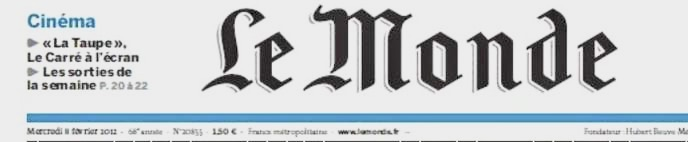 Cinéma
▶ « La Taupe »,
Le Carré à l'écran
▶ Les sorties de
la semaine P. 20 à 22
Le Monde
Mercredi 8 février 2012 - 68e année - N°20855 - 1,50 € - France métropolitaine - www.lemonde.fr -
Fondateur : Hubert Beuve